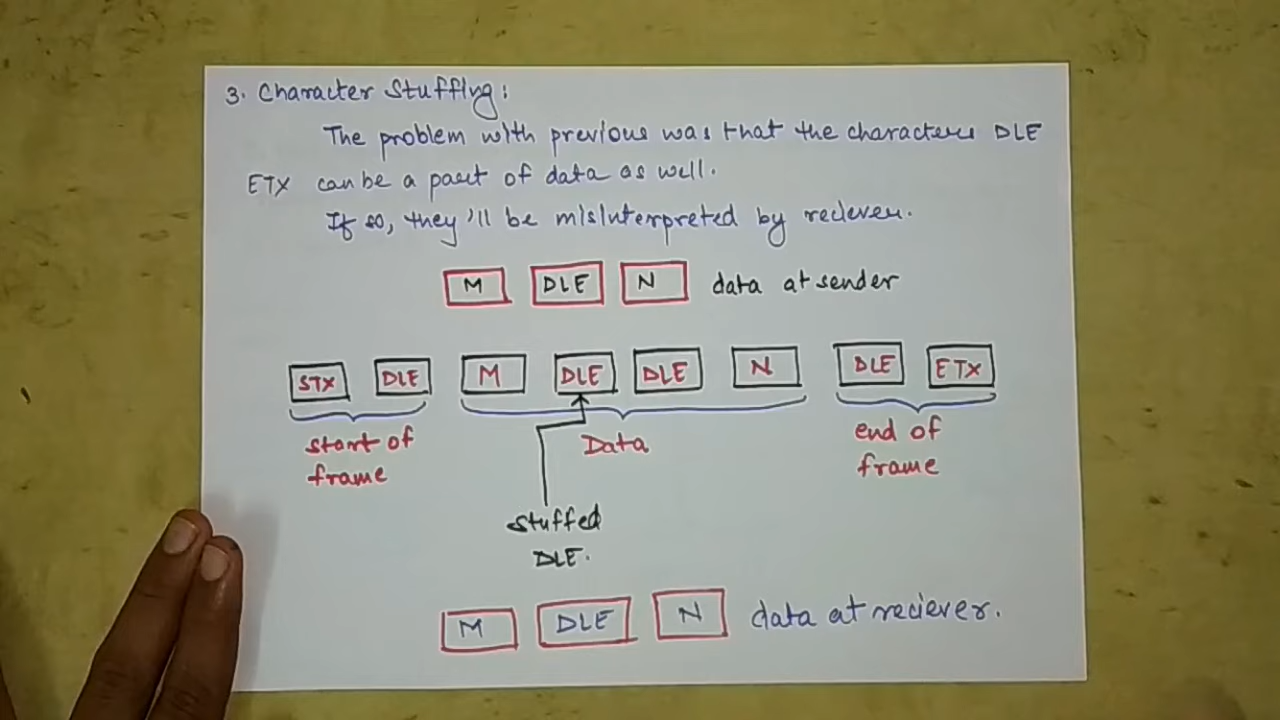 3. Character Stuffing:
The problem with previous was that the characters DLE
ETX can be a part of data as well.
If so, they'll be misinterpreted by reciever.
M DLE N data at sender
STX DLE M DLE DLE N DLE ETX
start of frame
Data
end of frame
stuffed
DLE.
M DLE N data at reciever.